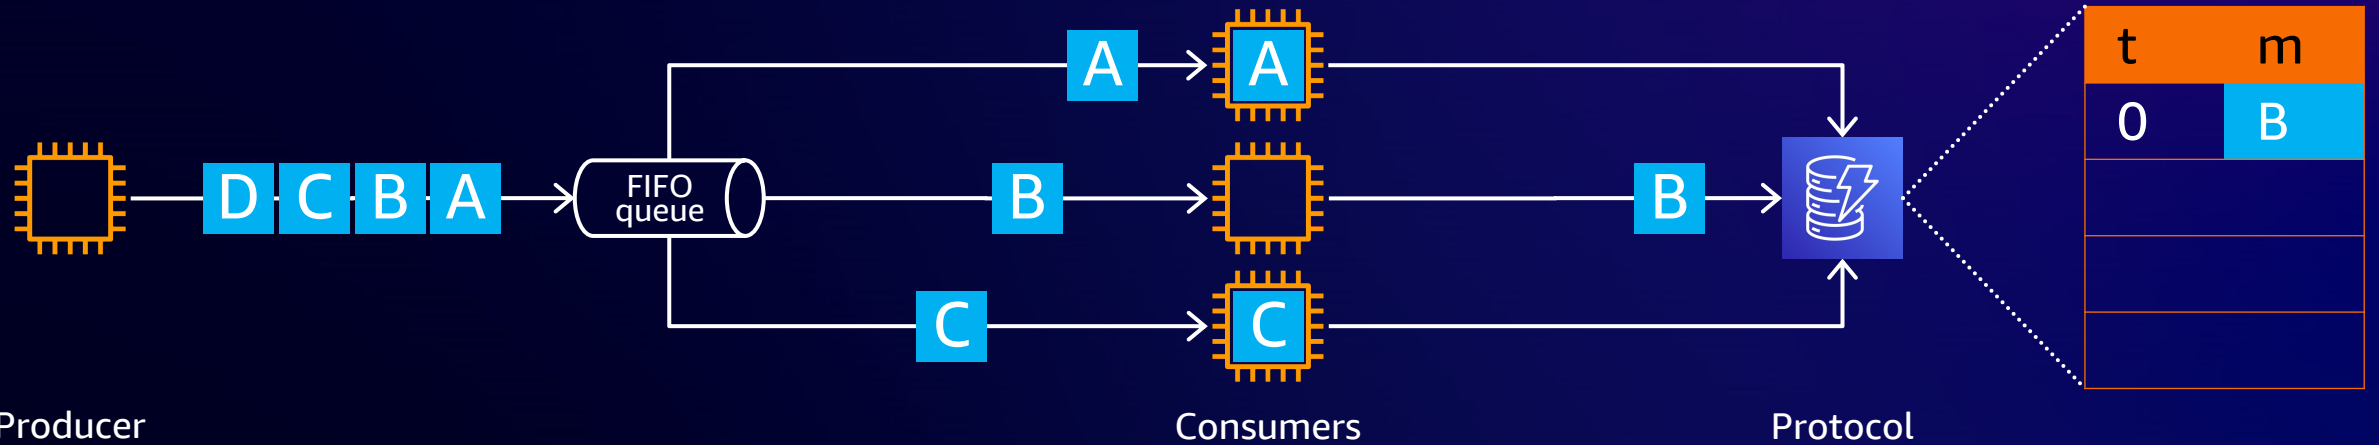 D C B A
FIFO
queue
A
A
B
B
C
C
t m
0 B
Producer
Consumers
Protocol